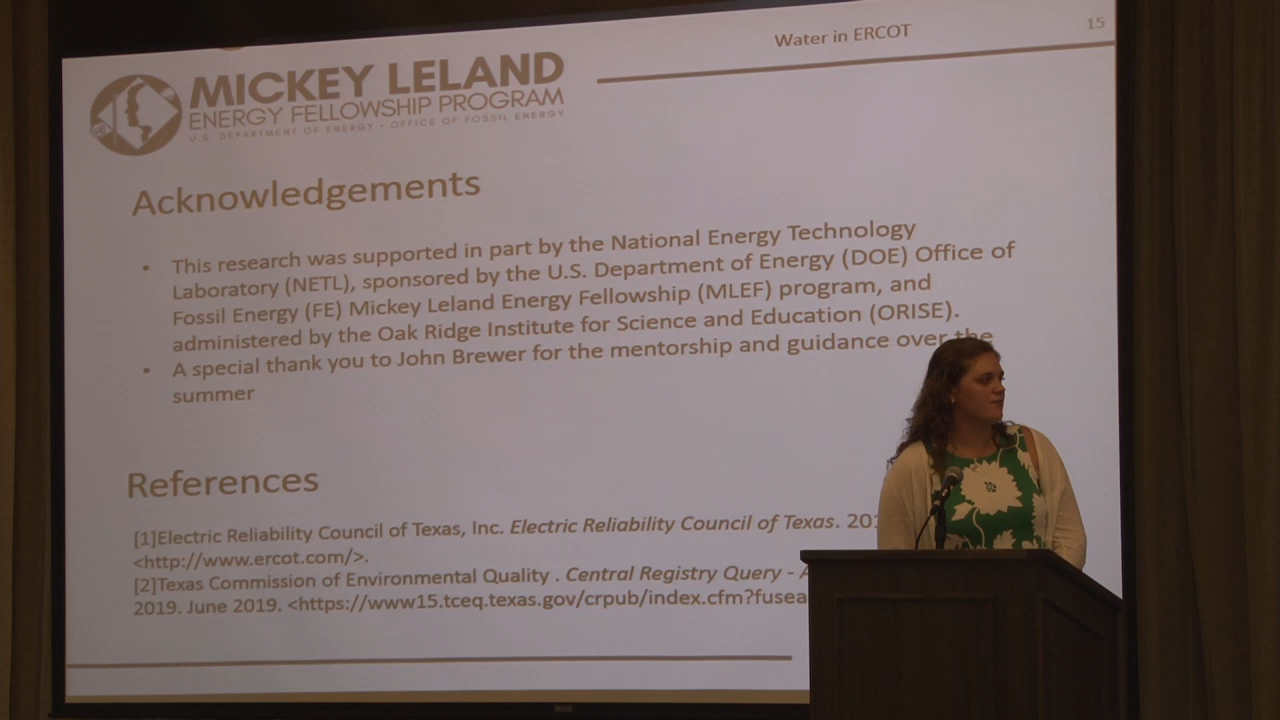 Water in ERCOT
15
MICKEY LELAND
ENERGY FELLOWSHIP PROGRAM
U.S. DEPARTMENT OF ENERGY • OFFICE OF FOSSIL ENERGY
Acknowledgements
• This research was supported in part by the National Energy Technology
Laboratory (NETL), sponsored by the U.S. Department of Energy (DOE) Office of
Fossil Energy (FE) Mickey Leland Energy Fellowship (MLEF) program, and
administered by the Oak Ridge Institute for Science and Education (ORISE).
• A special thank you to John Brewer for the mentorship and guidance over the
summer
References
[1]Electric Reliability Council of Texas, Inc. Electric Reliability Council of Texas.
<http://www.ercot.com/>.
[2]Texas Commission of Environmental Quality . Central Registry Query -
2019. June 2019. <https://www15.tceq.texas.gov/crpub/index.cfm?fusea